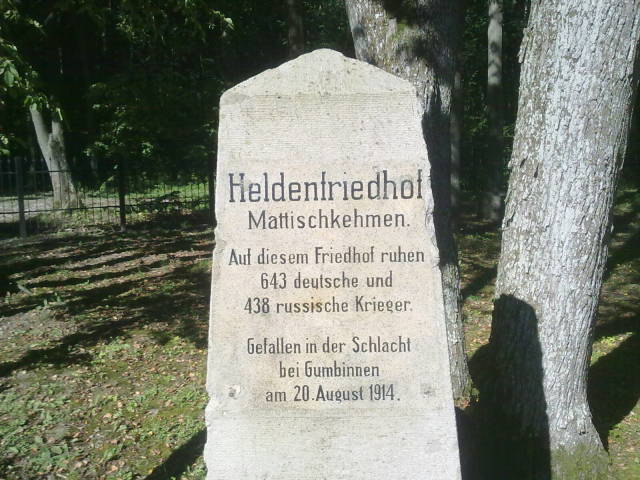 Heldenfriedhof
Mattischkehmen.
Auf diesem Friedhof ruhen
643 deutsche und
438 russische Krieger.
Gefallen in der Schlacht
bei Gumbinnen
am 20. August 1914.